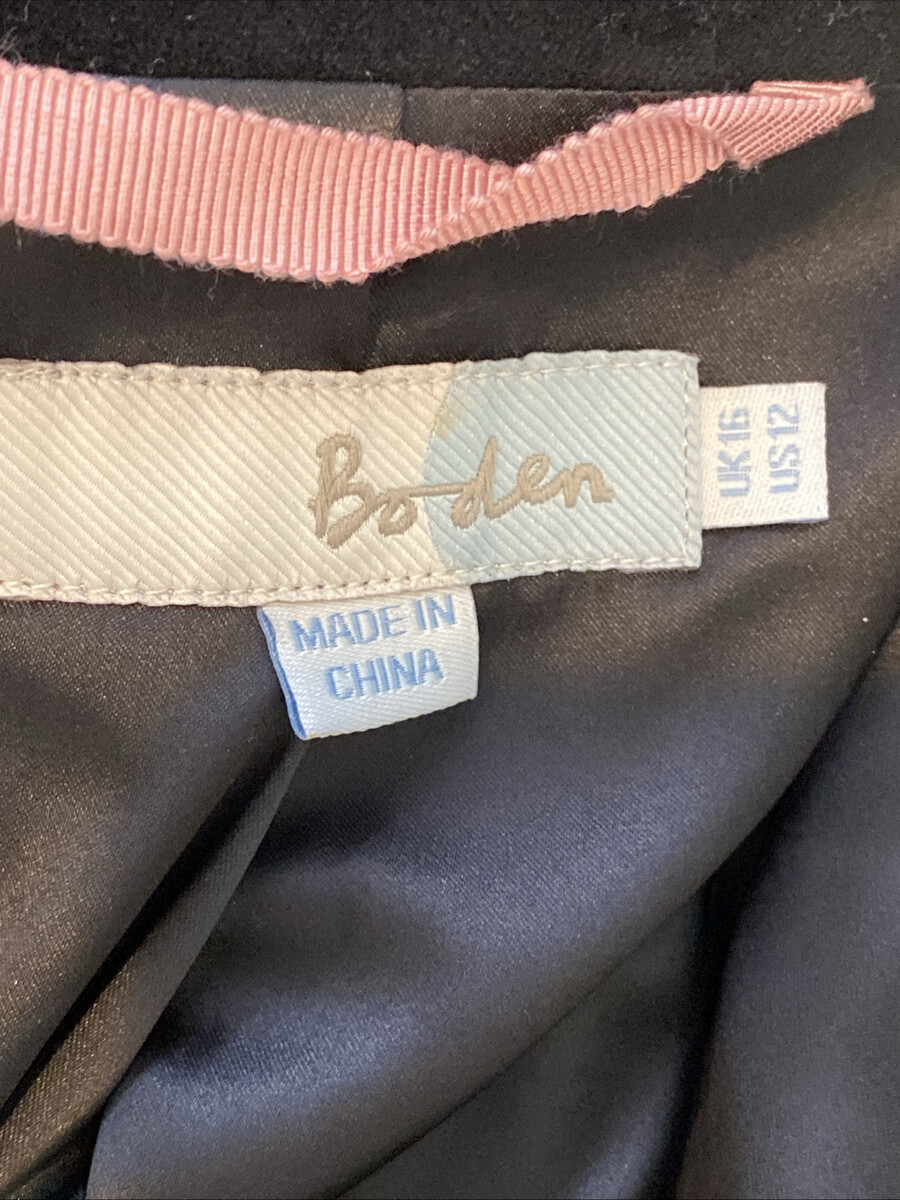 Boden
UK16
US12
MADE IN
CHINA